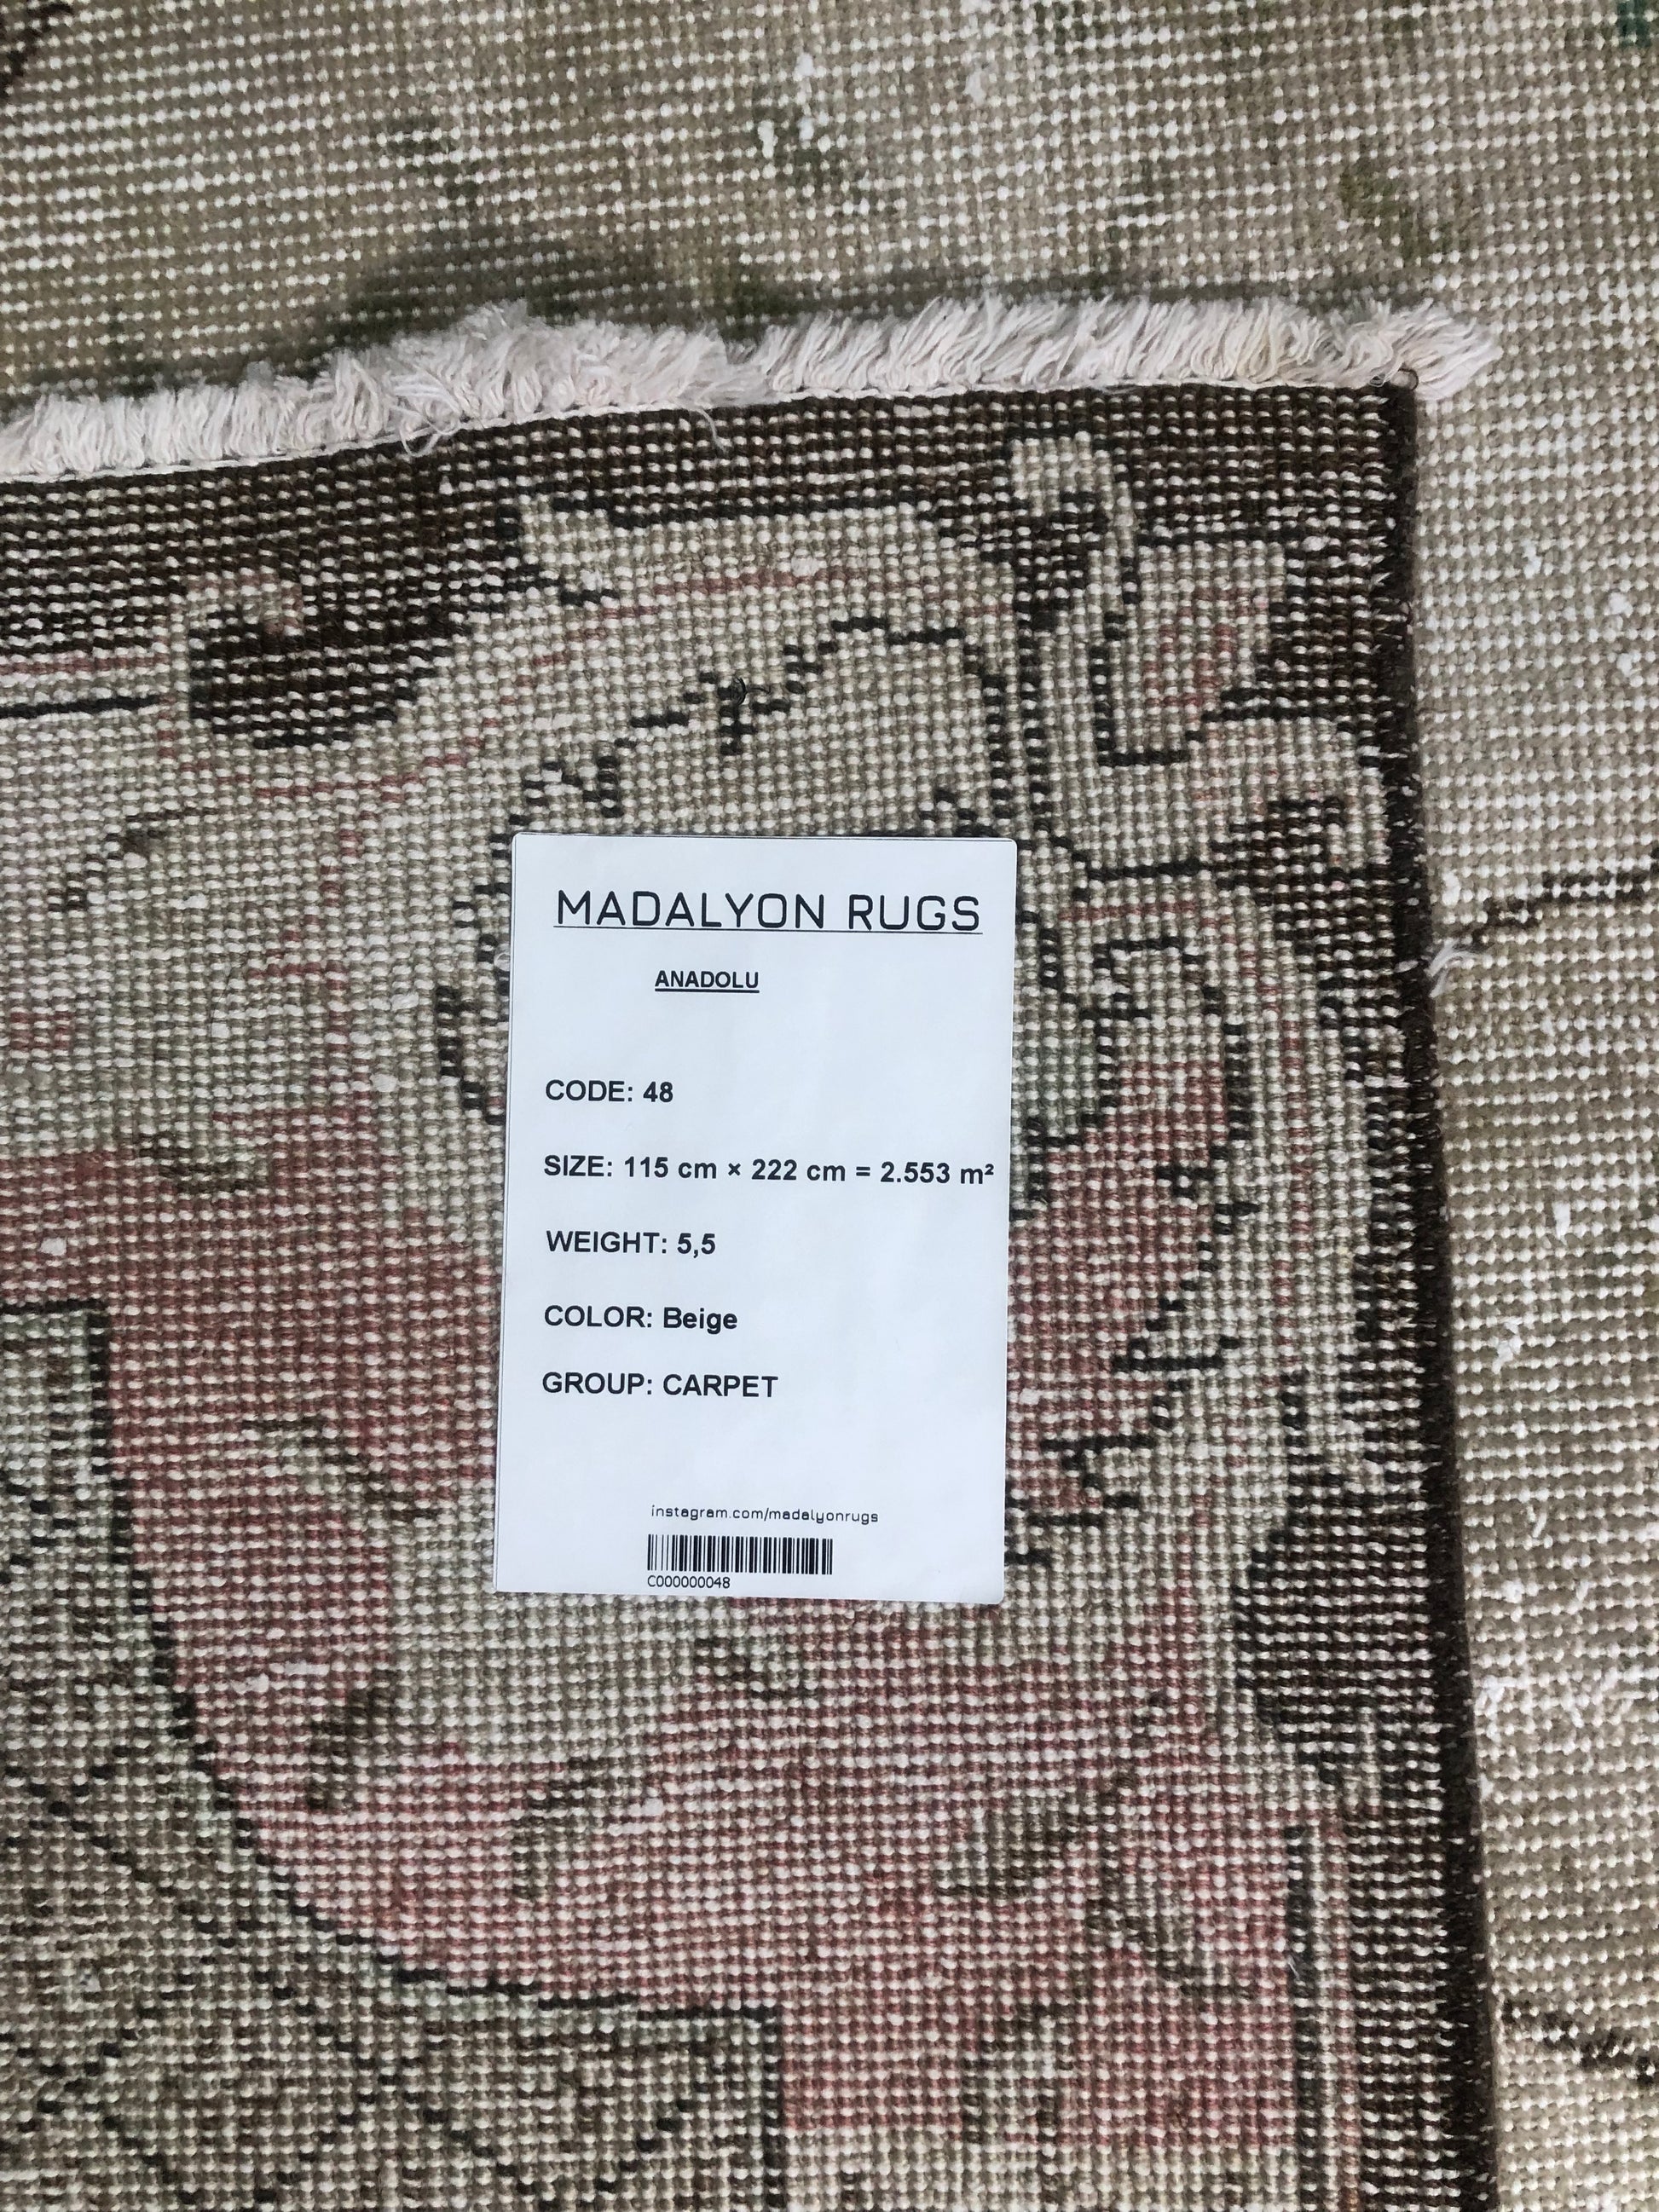 MADALYON RUGS
ANADOLU
CODE: 48
SIZE: 115 cm × 222 cm = 2.553 m²
WEIGHT: 5,5
COLOR: Beige
GROUP: CARPET
instagram.com/madalyonrugs
C000000048